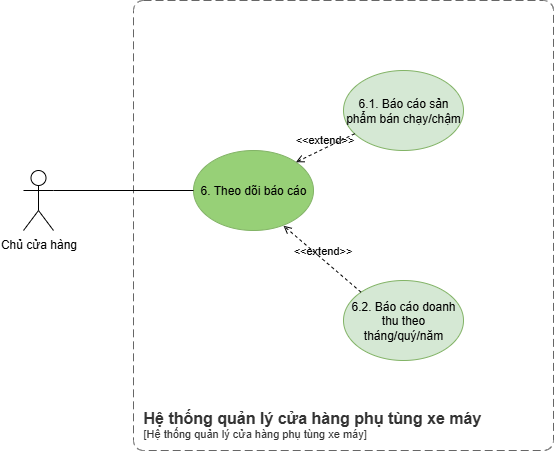 6.1. Báo cáo sản
phẩm bán chạy/chậm
<<extend>>
6. Theo dõi báo cáo
Chủ cửa hàng
<<extend>>
6.2. Báo cáo doanh
thu theo
tháng/quý/năm
Hệ thống quản lý cửa hàng phụ tùng xe máy
[Hệ thống quản lý cửa hàng phụ tùng xe máy]